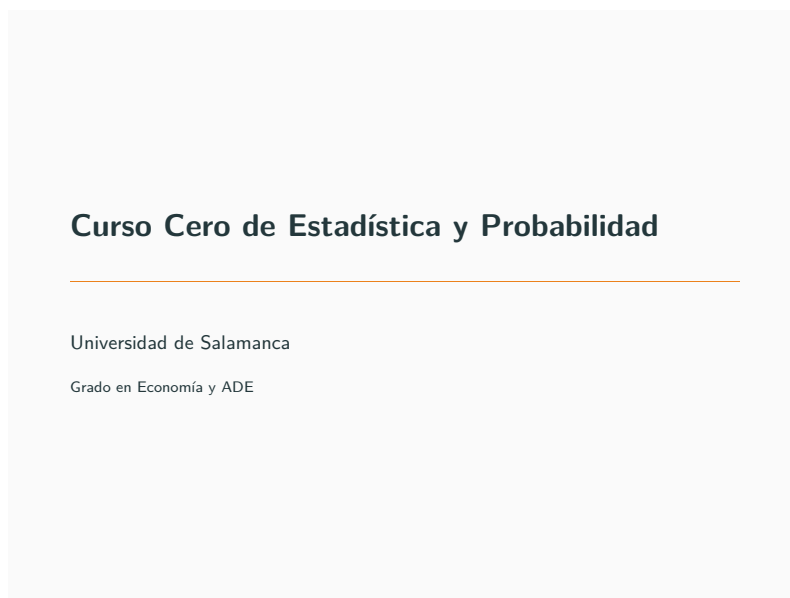 Curso Cero de Estadística y Probabilidad
Universidad de Salamanca
Grado en Economía y ADE